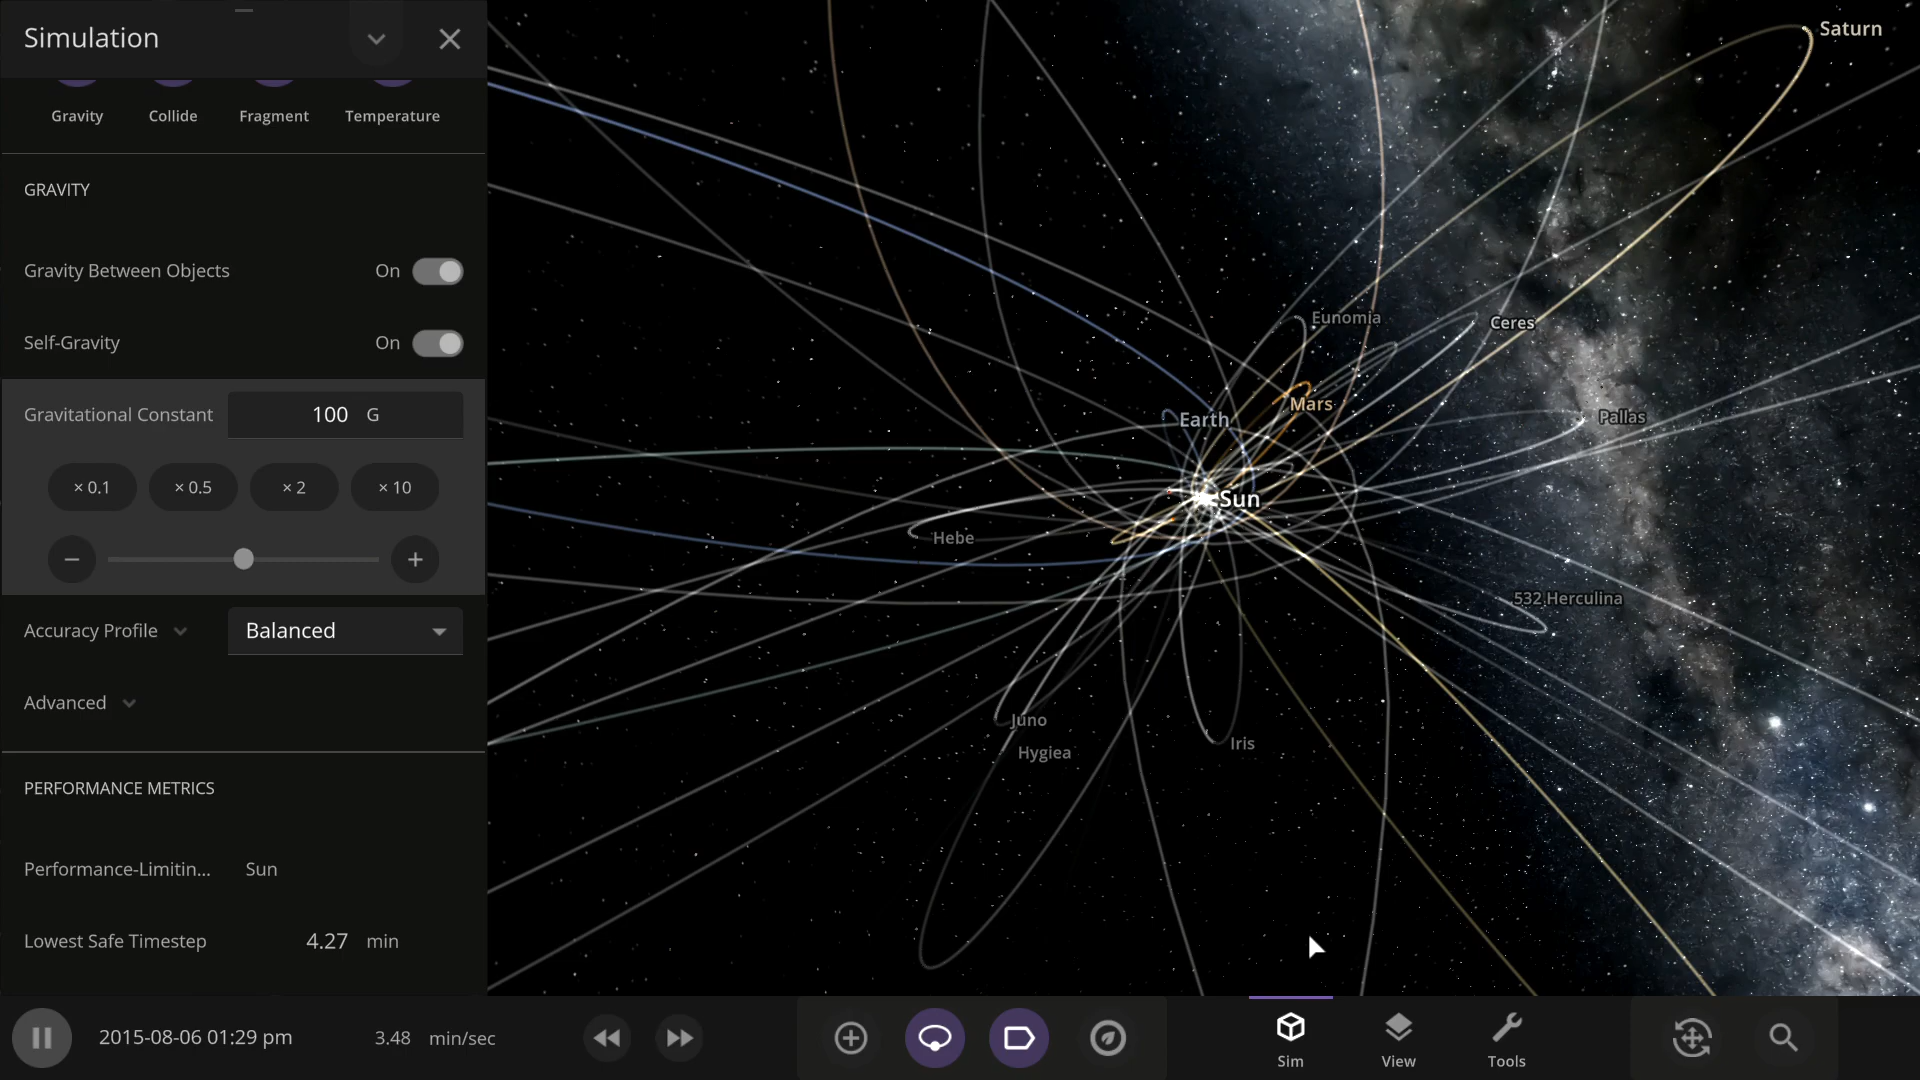 Simulation
Gravity Collide Fragment Temperature
GRAVITY
Gravity Between Objects On
Self-Gravity On
Gravitational Constant 100 G
× 0.1 × 0.5 × 2 × 10
Accuracy Profile Balanced
Advanced
PERFORMANCE METRICS
Performance-Limitin... Sun
Lowest Safe Timestep 4.27 min
Saturn
Eunomia
Ceres
Mars
Earth
Pallas
Sun
Hebe
532 Herculina
Juno
Iris
Hygiea
2015-08-06 01:29 pm 3.48 min/sec
Sim View Tools